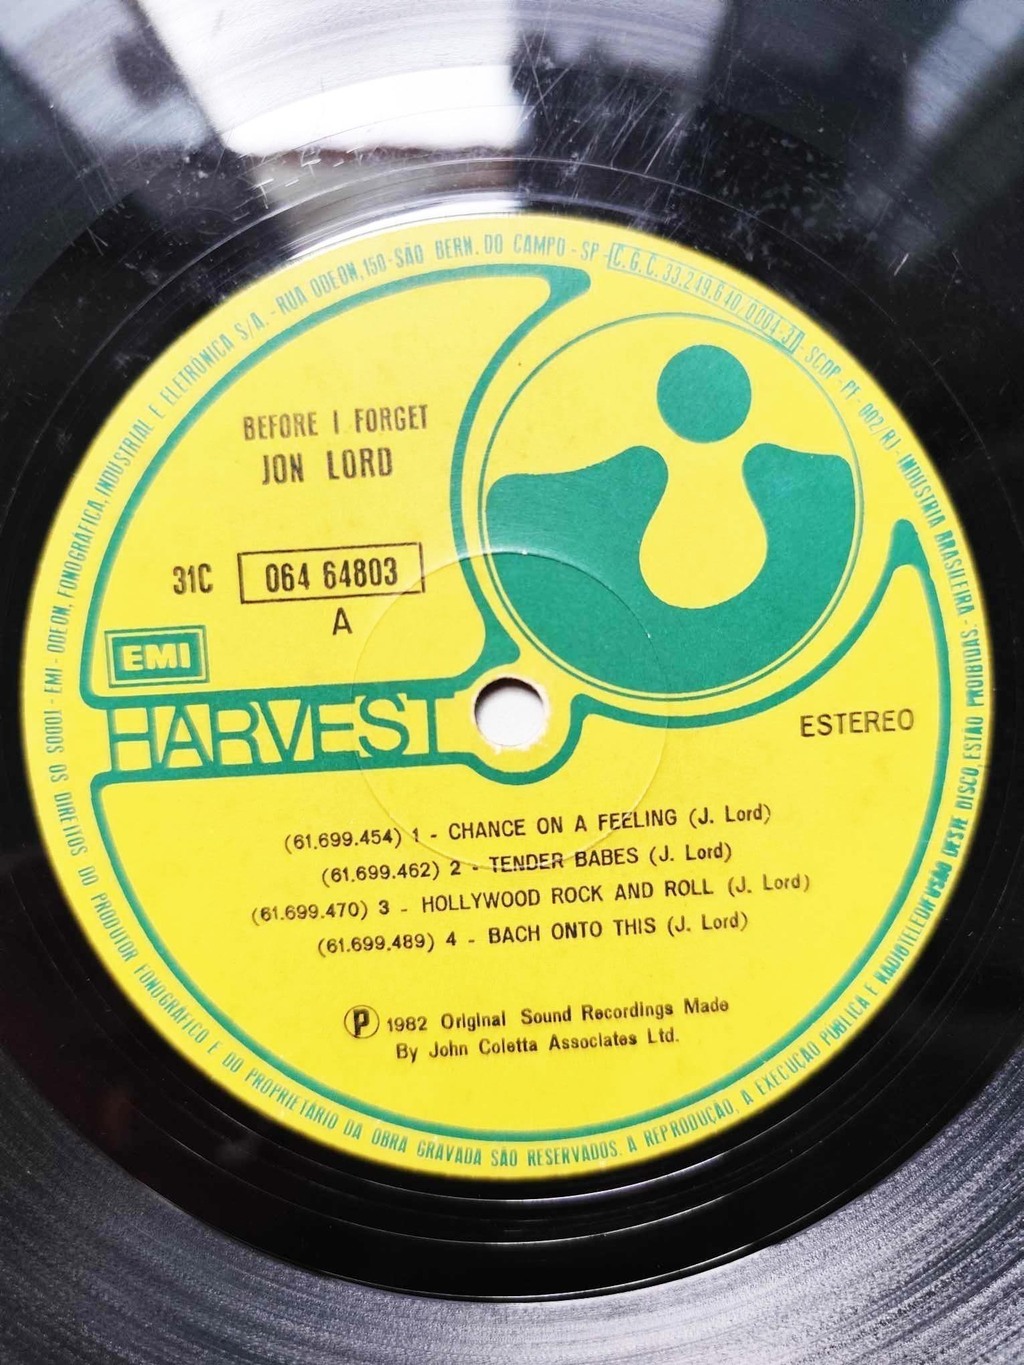 BEFORE I FORGET
JON LORD
31C 064 64803
A
EMI
HARVEST
ESTEREO
(61.699.454) 1 - CHANCE ON A FEELING (J. Lord)
(61.699.462) 2 - TENDER BABES (J. Lord)
(61.699.470) 3 - HOLLYWOOD ROCK AND ROLL (J. Lord)
(61.699.489) 4 - BACH ONTO THIS (J. Lord)
Ⓟ 1982 Original Sound Recordings Made
By John Coletta Associates Ltd.
EMI - ODEON, FONOGRÁFICA, INDUSTRIAL E ELETRÔNICA S/A. - RUA ODEON, 150 - SÃO BERN. DO CAMPO - SP - C.G.C. 33.249.640/0004-31 - SCDP - PF - 002/RJ - INDUSTRIA BRASILEIRA
TODOS OS DIREITOS DO PRODUTOR FONOGRÁFICO E DO PROPRIETÁRIO DA OBRA GRAVADA SÃO RESERVADOS. A REPRODUÇÃO, A EXECUÇÃO PUBLICA E RADIOTELEDIFUSÃO DESTE DISCO, ESTÃO PROIBIDAS.